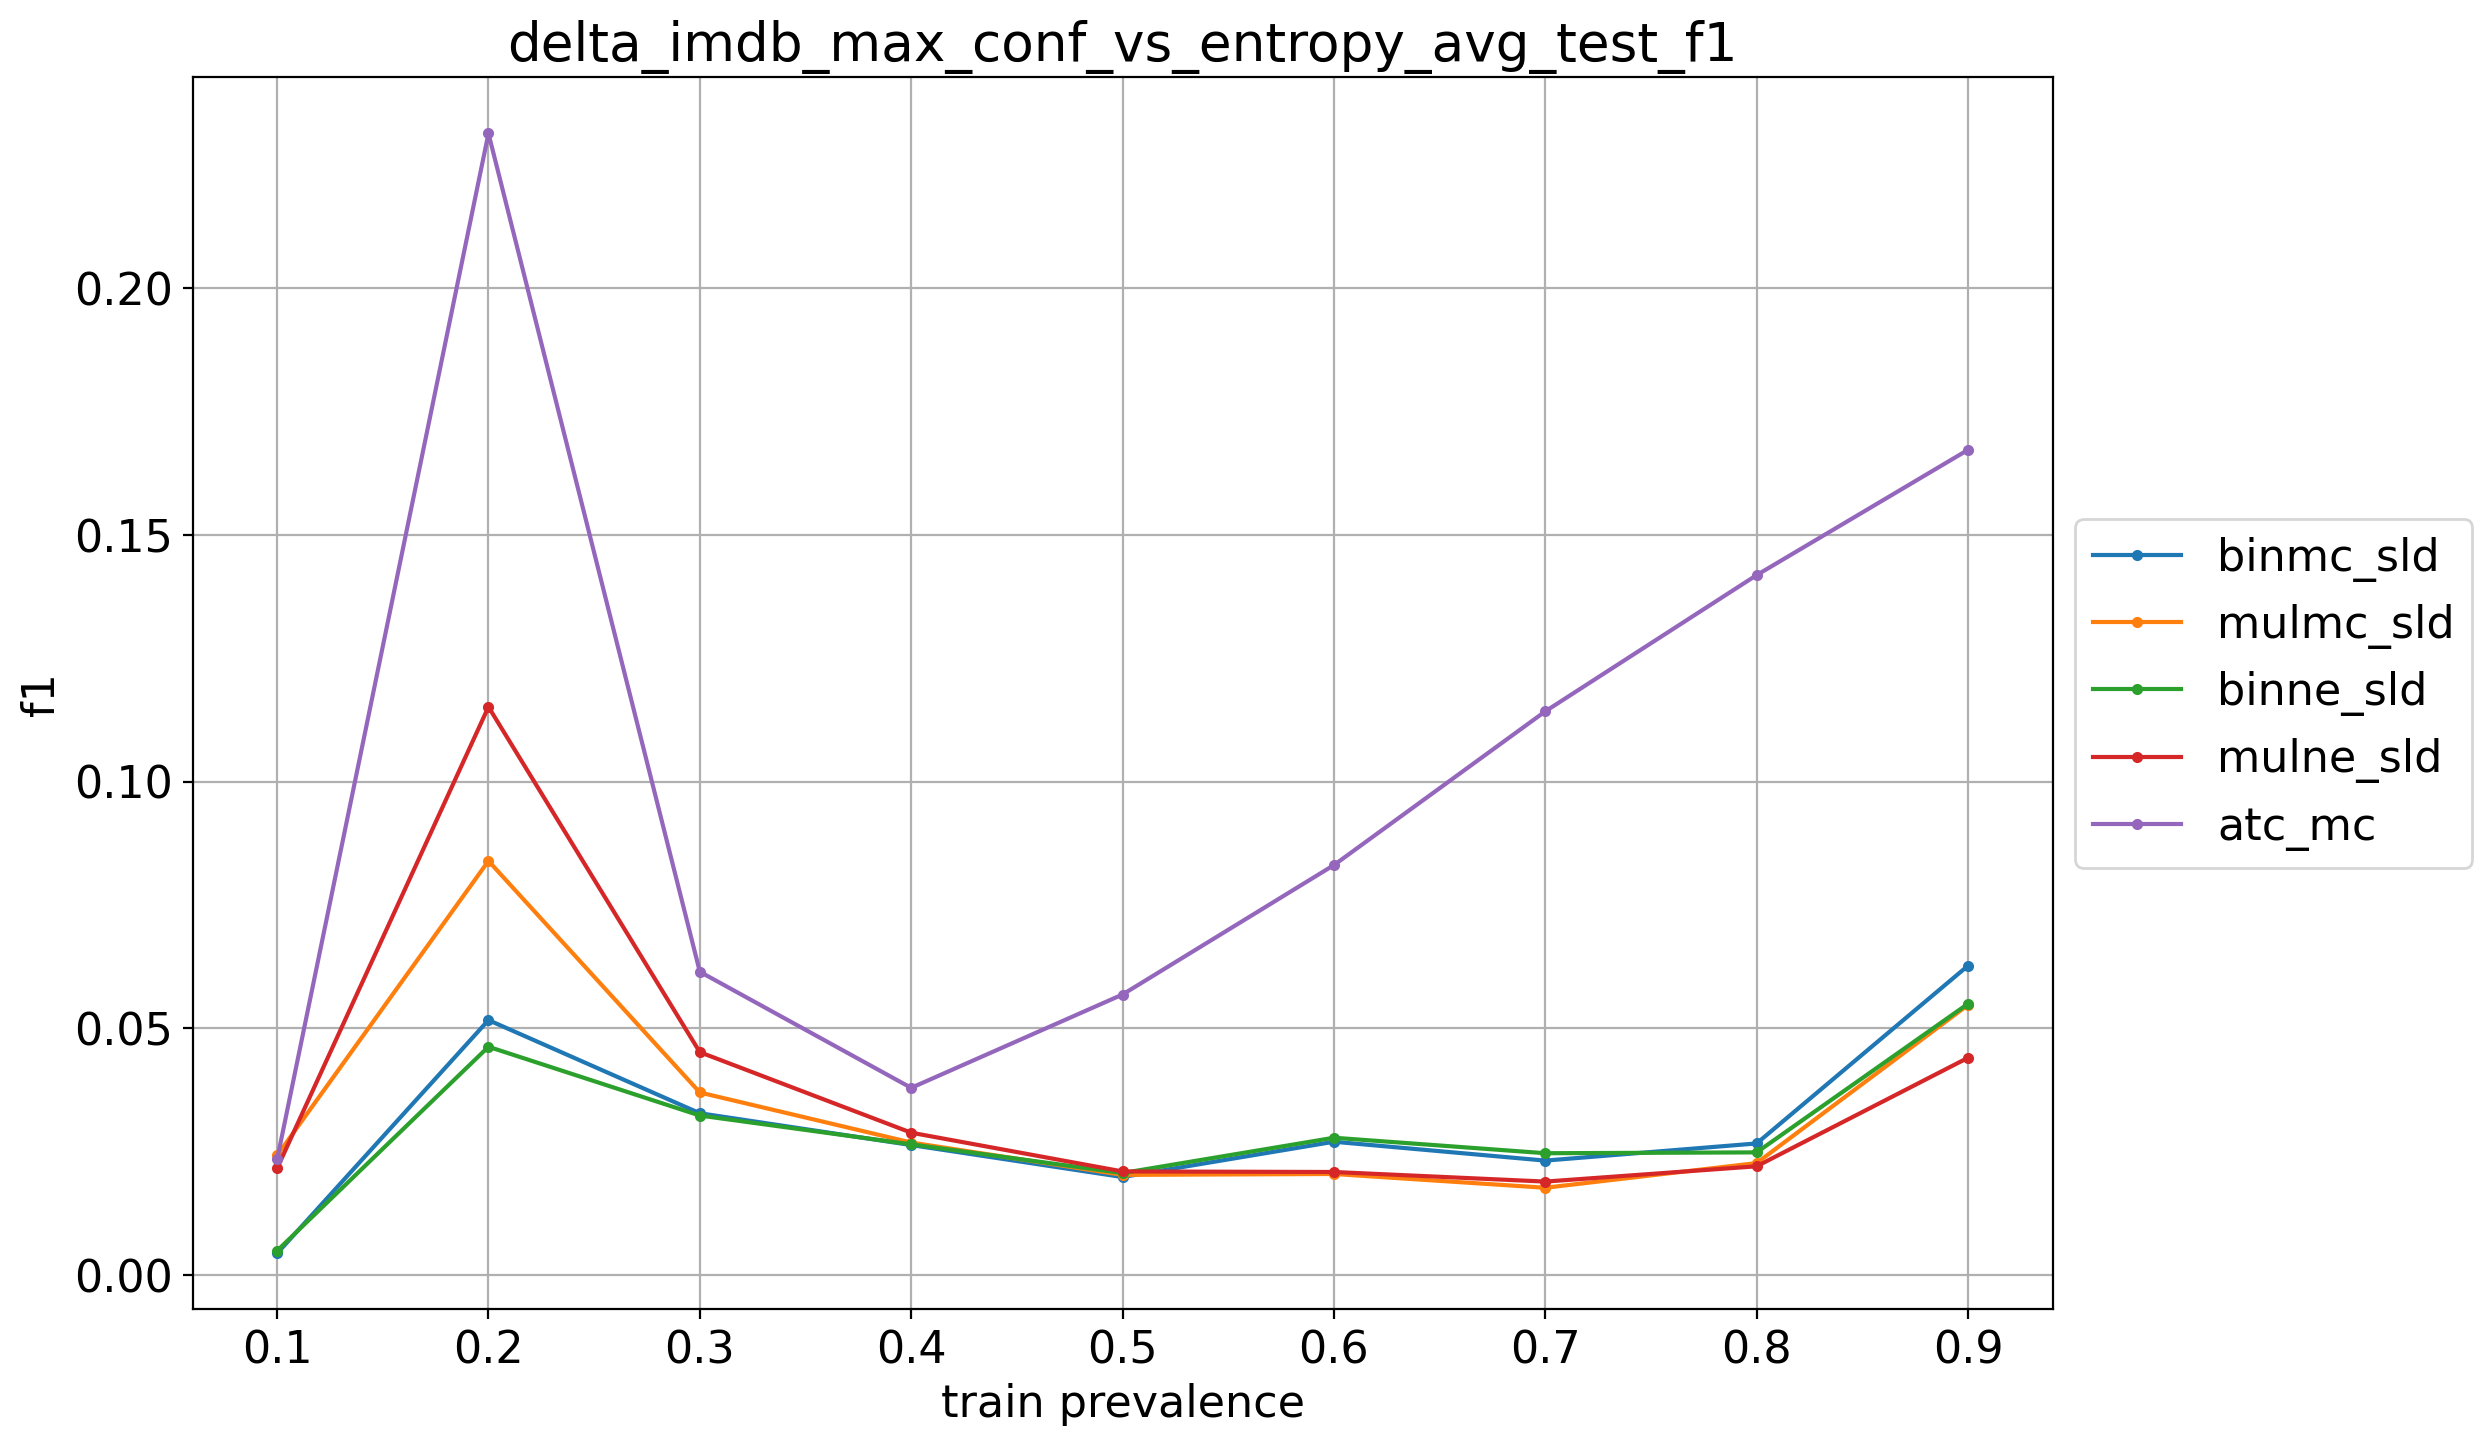 delta_imdb_max_conf_vs_entropy_avg_test_f1
f1
0.20
0.15
0.10
0.05
0.00
0.1 0.2 0.3 0.4 0.5 0.6 0.7 0.8 0.9
train prevalence
binmc_sld
mulmc_sld
binne_sld
mulne_sld
atc_mc